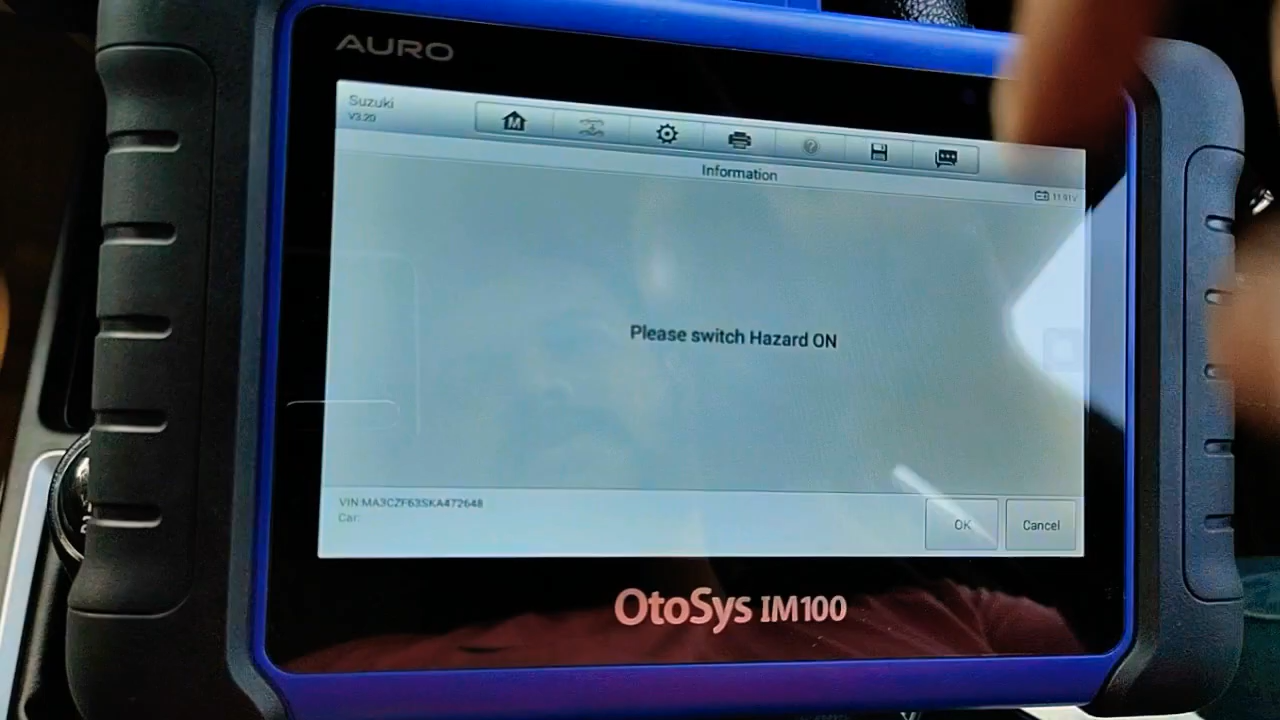 AURO
Suzuki
V3.20
M
Information
11.91V
Please switch Hazard ON
VIN:MA3CZF63SKA472648
Car:
OK
Cancel
OtoSys IM100